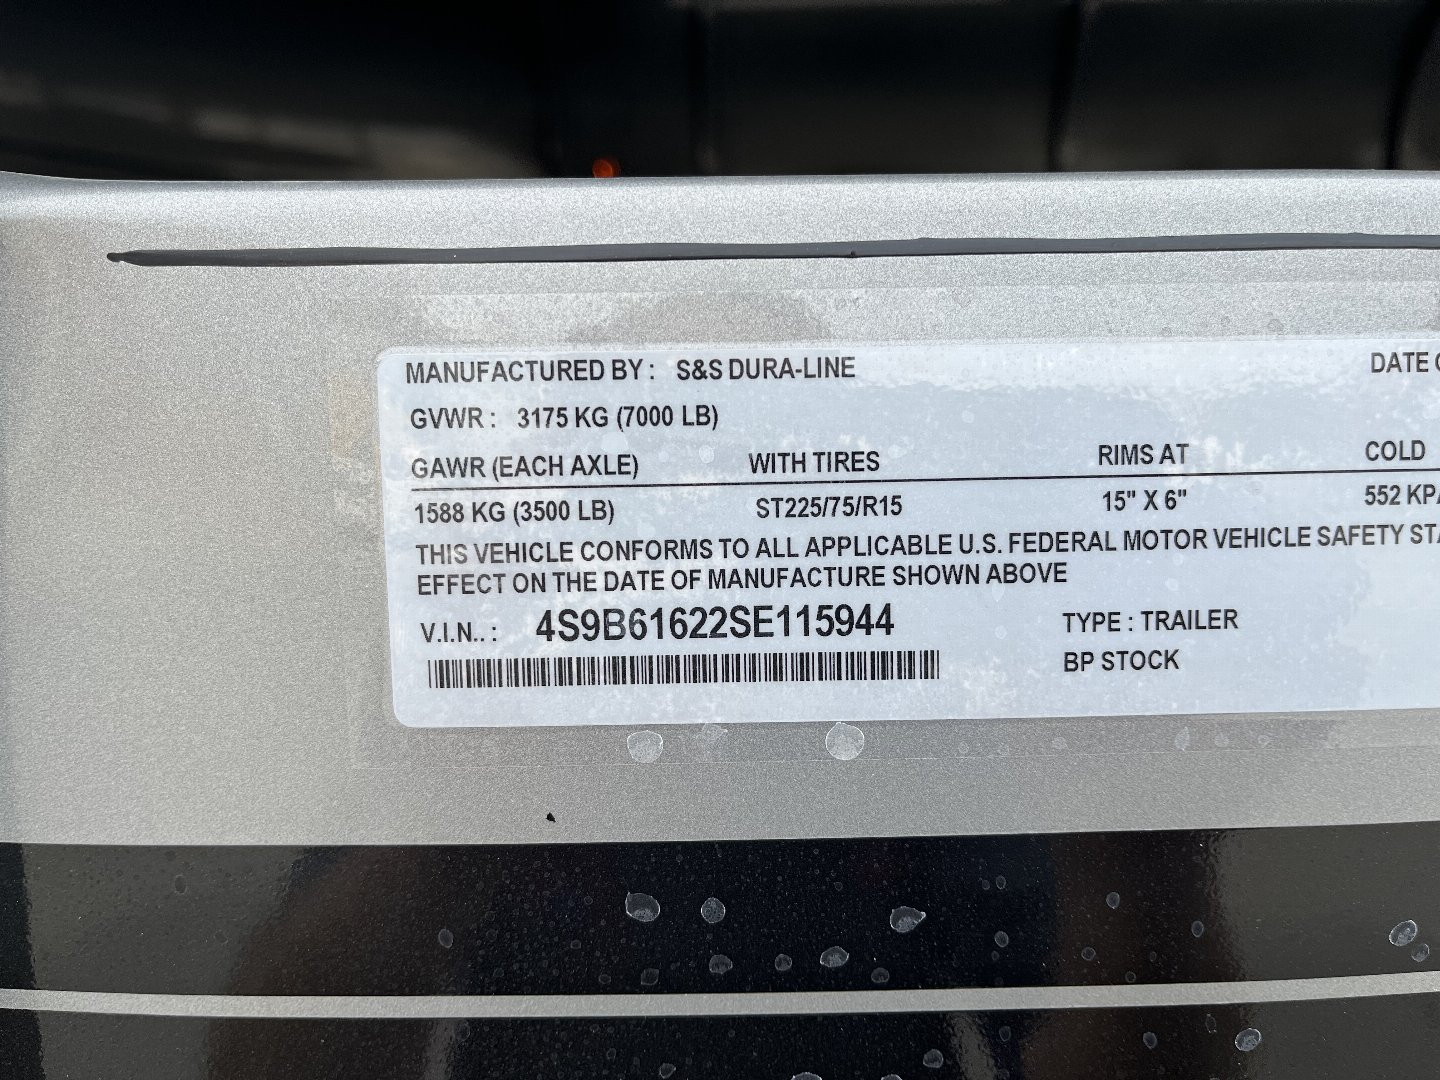 MANUFACTURED BY : S&S DURA-LINE DATE
GVWR : 3175 KG (7000 LB)
GAWR (EACH AXLE) WITH TIRES RIMS AT COLD
1588 KG (3500 LB) ST225/75/R15 15" X 6" 552 KPA
THIS VEHICLE CONFORMS TO ALL APPLICABLE U.S. FEDERAL MOTOR VEHICLE SAFETY
EFFECT ON THE DATE OF MANUFACTURE SHOWN ABOVE
V.I.N.. : 4S9B61622SE115944 TYPE : TRAILER
BP STOCK